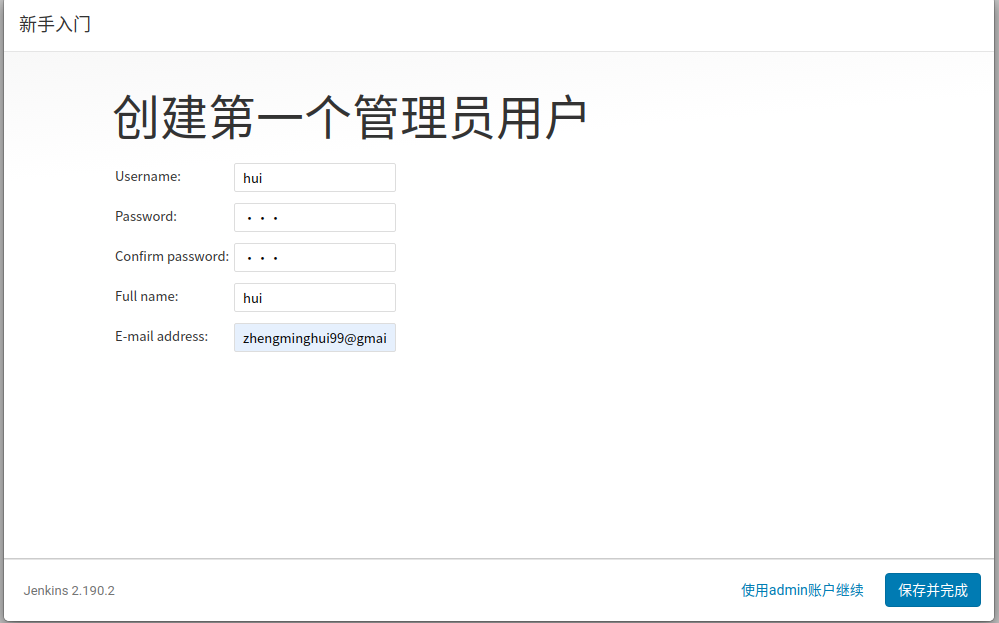 新手入门
创建第一个管理员用户
Username: hui
Password: • • •
Confirm password: • • •
Full name: hui
E-mail address: zhengminghui99@gmai
Jenkins 2.190.2 使用admin账户继续 保存并完成